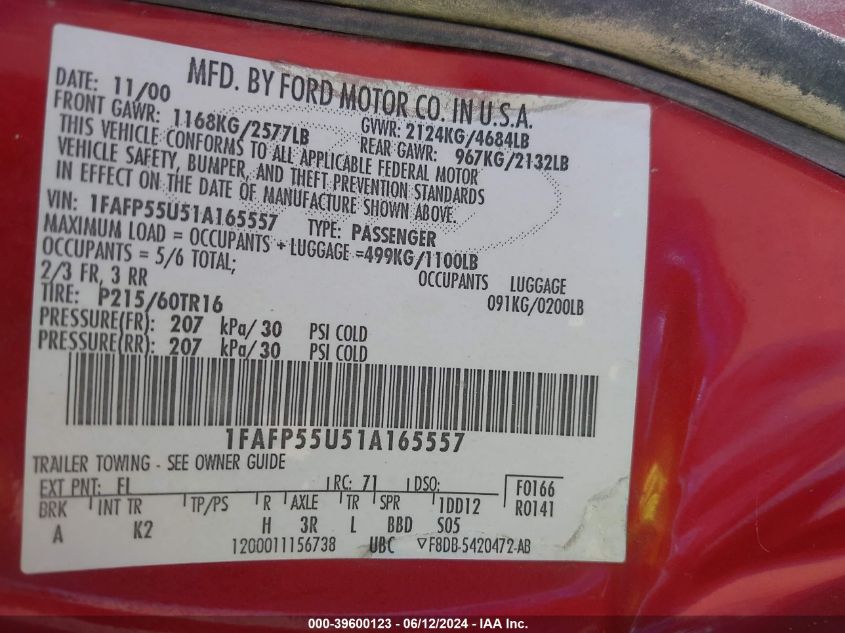 MFD. BY FORD MOTOR CO. IN U.S.A.
DATE: 11/00 GVWR: 2124KG/4684LB
FRONT GAWR: 1168KG/2577LB REAR GAWR: 967KG/2132LB
THIS VEHICLE CONFORMS TO ALL APPLICABLE FEDERAL MOTOR
VEHICLE SAFETY, BUMPER, AND THEFT PREVENTION STANDARDS
IN EFFECT ON THE DATE OF MANUFACTURE SHOWN ABOVE.
VIN: 1FAFP55U51A165557 TYPE: PASSENGER
MAXIMUM LOAD = OCCUPANTS + LUGGAGE =499KG/1100LB
OCCUPANTS = 5/6 TOTAL; OCCUPANTS LUGGAGE
2/3 FR, 3 RR 091KG/0200LB
TIRE: P215/60TR16
PRESSURE(FR): 207 kPa/ 30 PSI COLD
PRESSURE(RR): 207 kPa/ 30 PSI COLD
1FAFP55U51A165557
TRAILER TOWING - SEE OWNER GUIDE
EXT PNT: FL RC: 71 DSO: F0166
BRK INT TR TP/PS R AXLE TR SPR 1DD12 R0141
A K2 H 3R L BBD S05
1200011156738 UBC ▽F8DB-5420472-AB
000-39600123 - 06/12/2024 - IAA Inc.